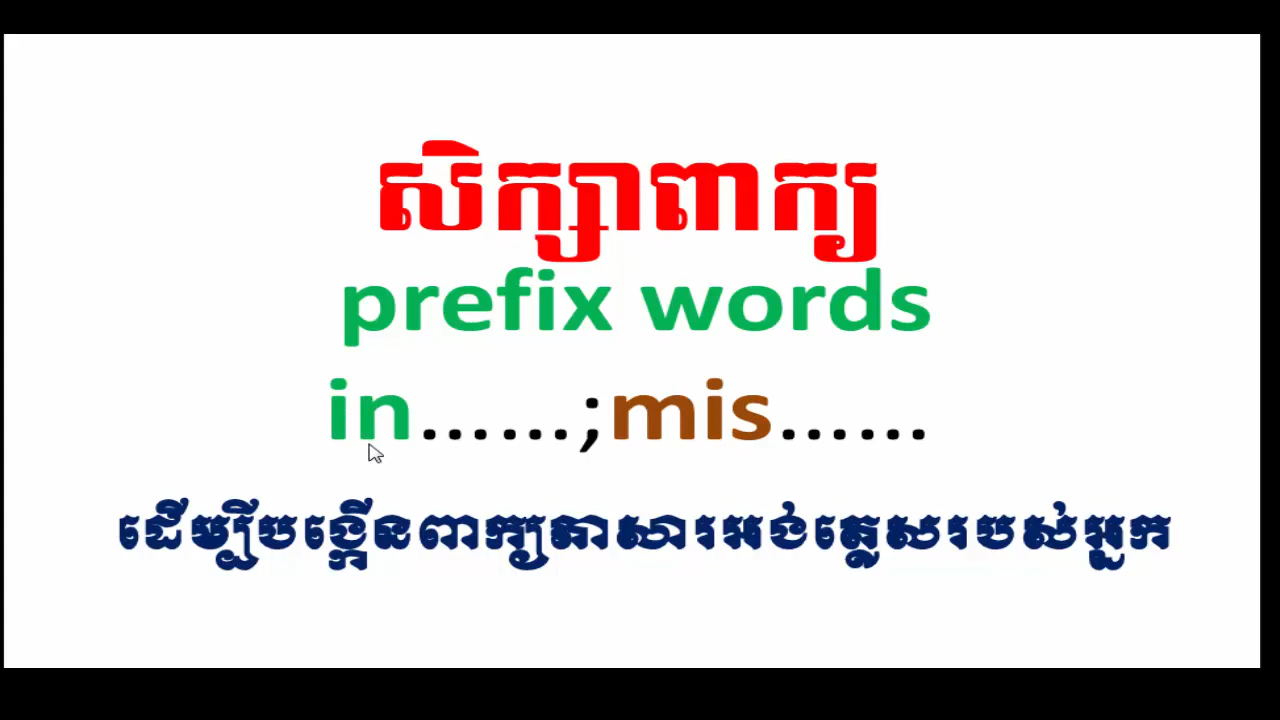 សិក្សាពាក្យ
prefix words
in……;mis……
ដើម្បីបង្កើនពាក្យភាសារអង់គ្លេសរបស់អ្នក